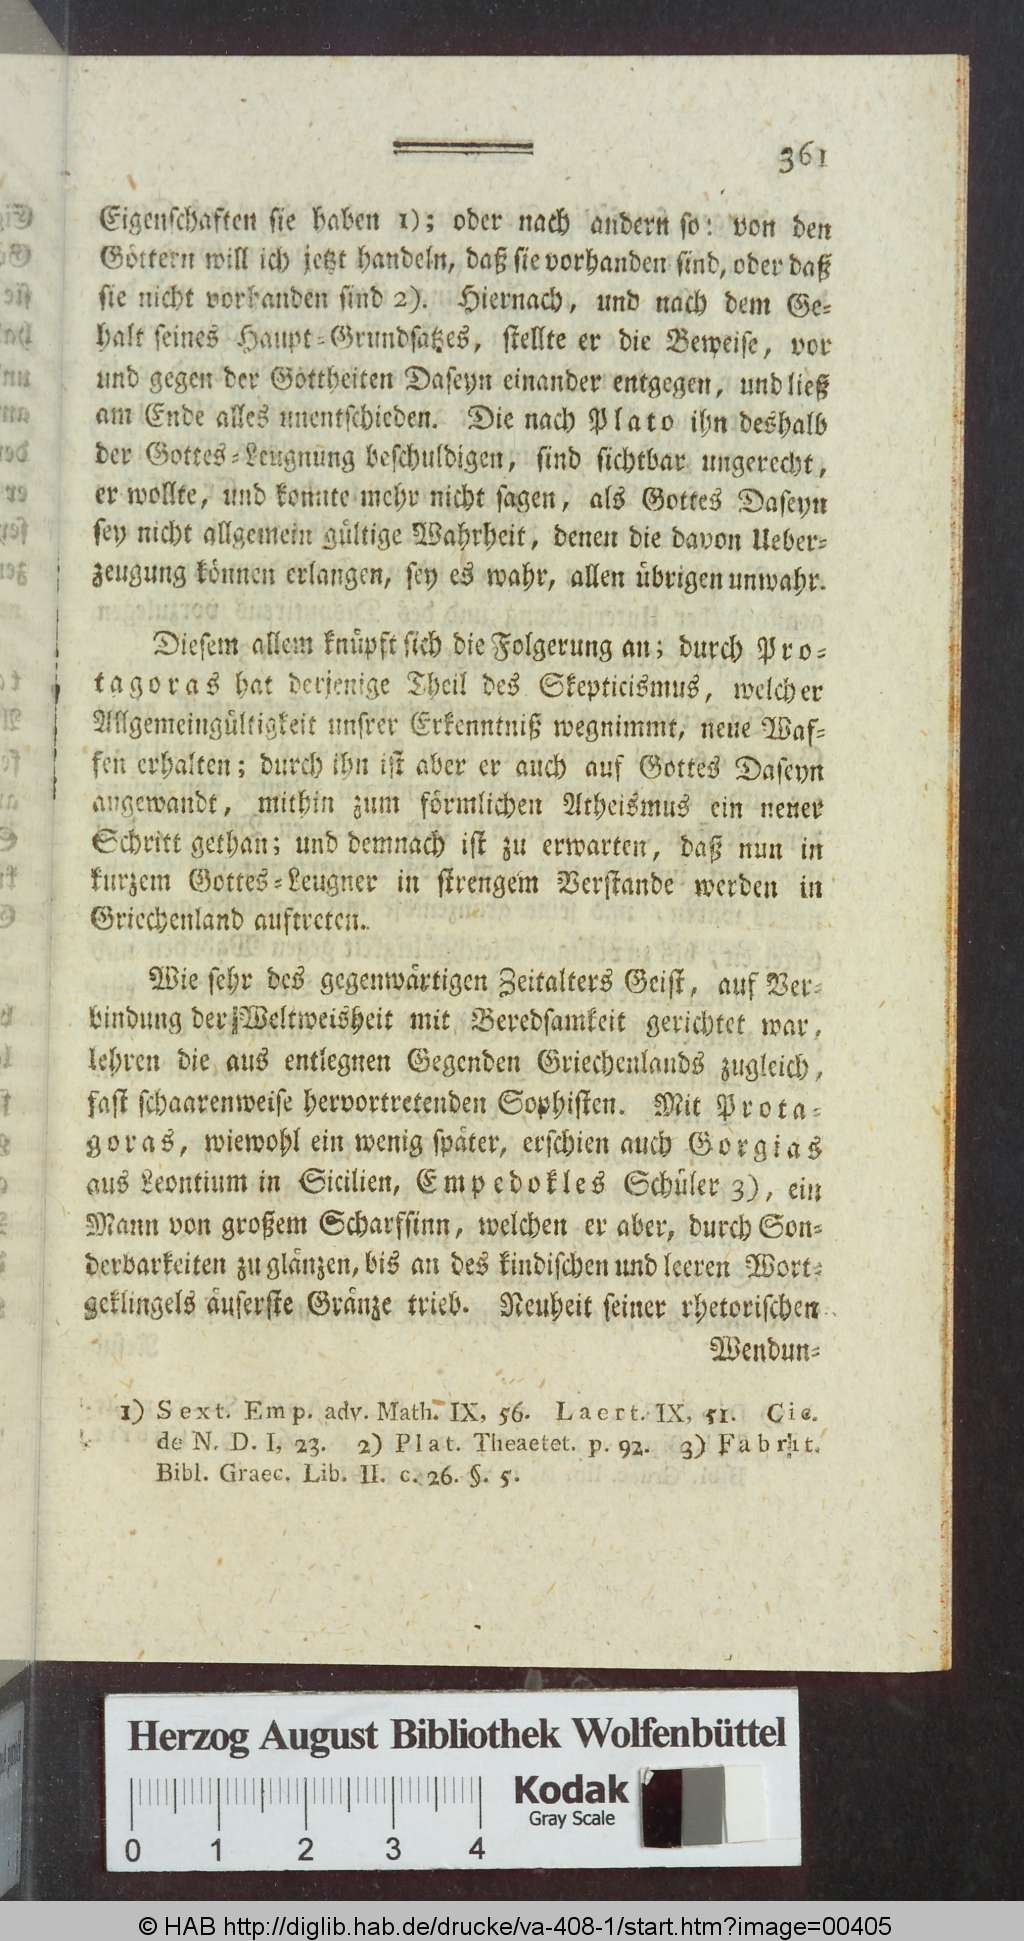 361
Eigenschaften sie haben 1); oder nach andern so: von den
Göttern will ich jetzt handeln, daß sie vorhanden sind, oder daß
sie nicht vorhanden sind 2). Hiernach, und nach dem Ge-
halt seines Haupt-Grundsatzes, stellte er die Beweise, vor
und gegen der Gottheiten Daseyn einander entgegen, und ließ
am Ende alles unentschieden. Die nach Plato ihn deshalb
der Gottes-Leugnung beschuldigen, sind sichtbar ungerecht,
er wollte, und konnte mehr nicht sagen, als Gottes Daseyn
sey nicht allgemein gültige Wahrheit, denen die davon Ueber-
zeugung können erlangen, sey es wahr, allen übrigen unwahr.
Diesem allem knüpft sich die Folgerung an; durch Pro-
tagoras hat derjenige Theil des Skepticismus, welcher
Allgemeingültigkeit unsrer Erkenntniß wegnimmt, neue Waf-
fen erhalten; durch ihn ist aber er auch auf Gottes Daseyn
angewandt, mithin zum förmlichen Atheismus ein neuer
Schritt gethan; und demnach ist zu erwarten, daß nun in
kurzem Gottes-Leugner in strengem Verstande werden in
Griechenland auftreten.
Wie sehr des gegenwärtigen Zeitalters Geist, auf Ver-
bindung der Weltweisheit mit Beredsamkeit gerichtet war,
lehren die aus entlegnen Gegenden Griechenlands zugleich,
fast schaarenweise hervortretenden Sophisten. Mit Prota-
goras, wiewohl ein wenig später, erschien auch Gorgias
aus Leontium in Sicilien, Empedokles Schüler 3), ein
Mann von großem Scharfsinn, welchen er aber, durch Son-
derbarkeiten zu glänzen, bis an des kindischen und leeren Wort-
geklingels äuserste Gränze trieb. Neuheit seiner rhetorischen
Wendun-
1) Sext. Emp. adv. Math. IX, 56. Laert. IX, 51. Cic.
de N. D. I, 23. 2) Plat. Theaetet. p. 92. 3) Fabrit.
Bibl. Graec. Lib. II. c. 26. §. 5.
Herzog August Bibliothek Wolfenbüttel
Kodak
Gray Scale
0 1 2 3 4
© HAB http://diglib.hab.de/drucke/va-408-1/start.htm?image=00405